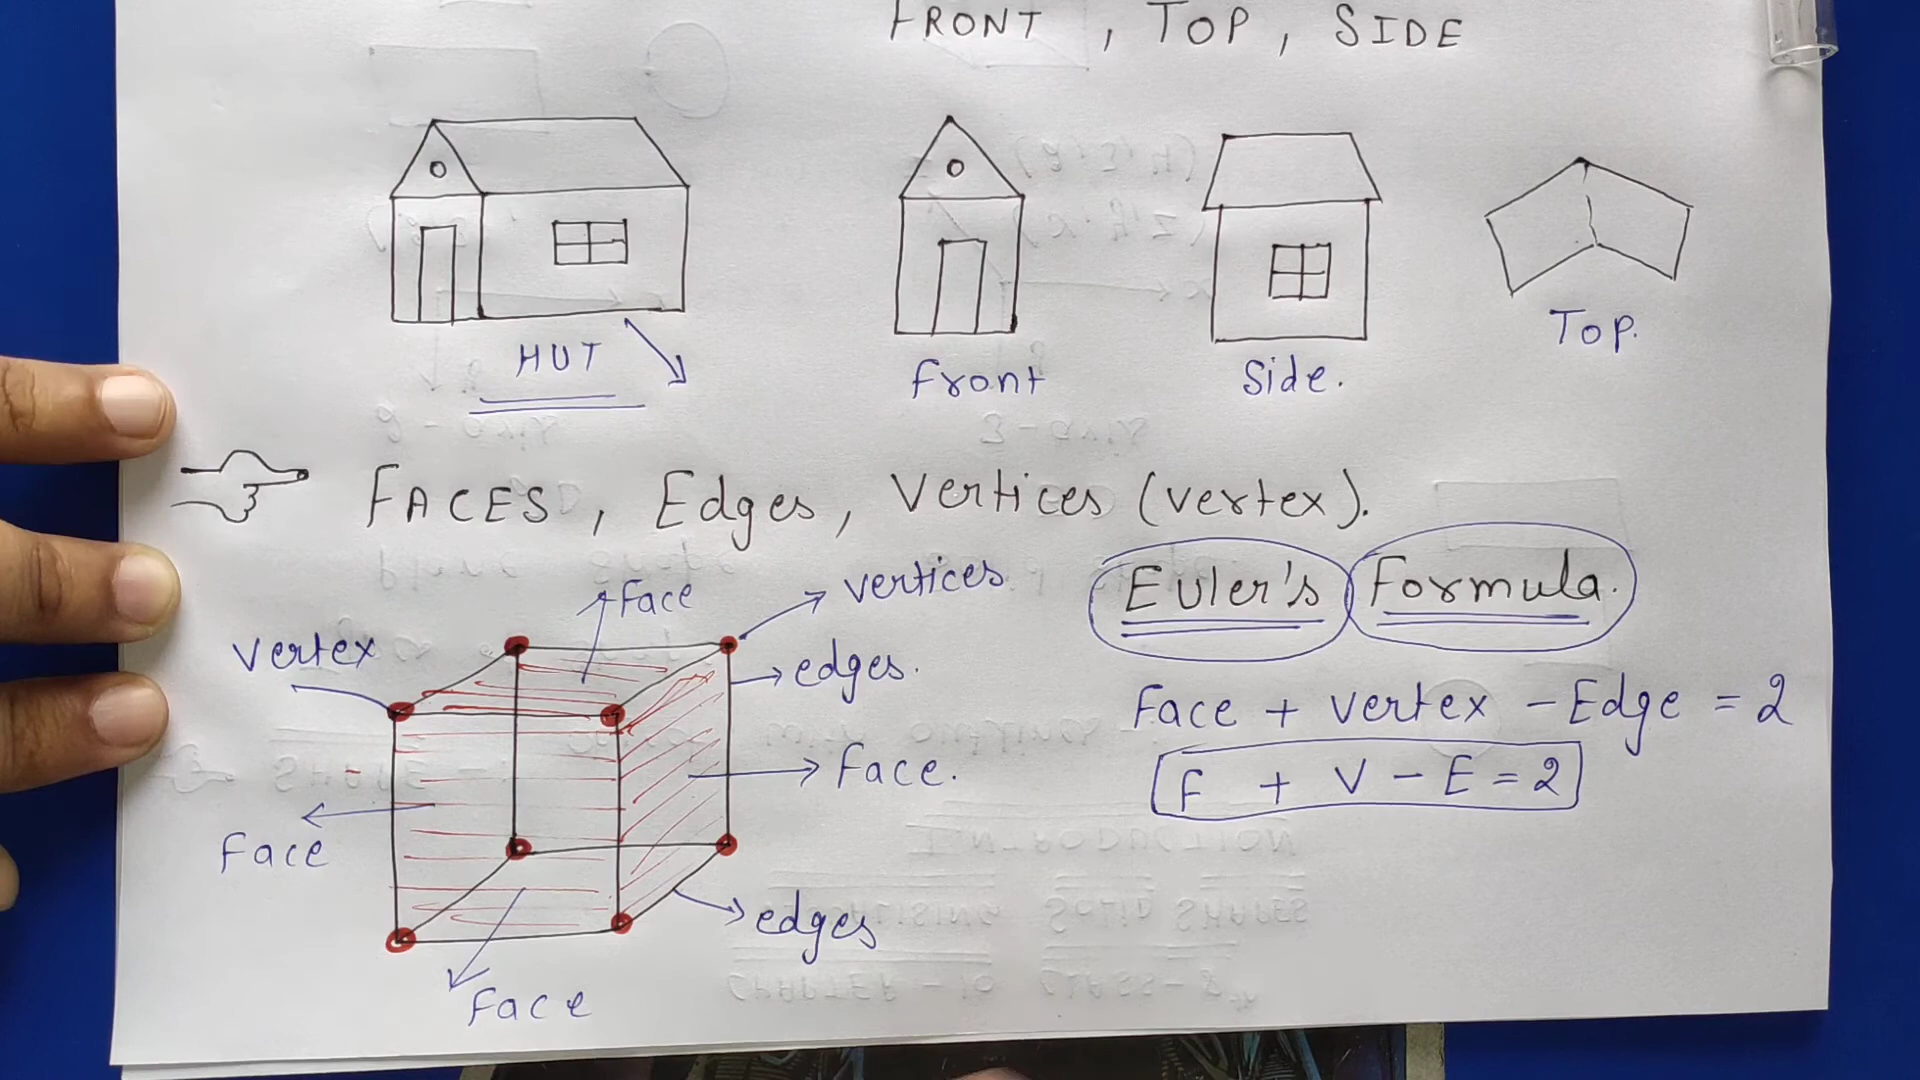 FRONT, TOP, SIDE
HUT
Front
Side.
Top.
FACES, Edges, Vertices (vertex).
Face
vertices
Euler's Formula.
vertex
edges.
Face + vertex - Edge = 2
Face.
F + V - E = 2
Face
edges
Face